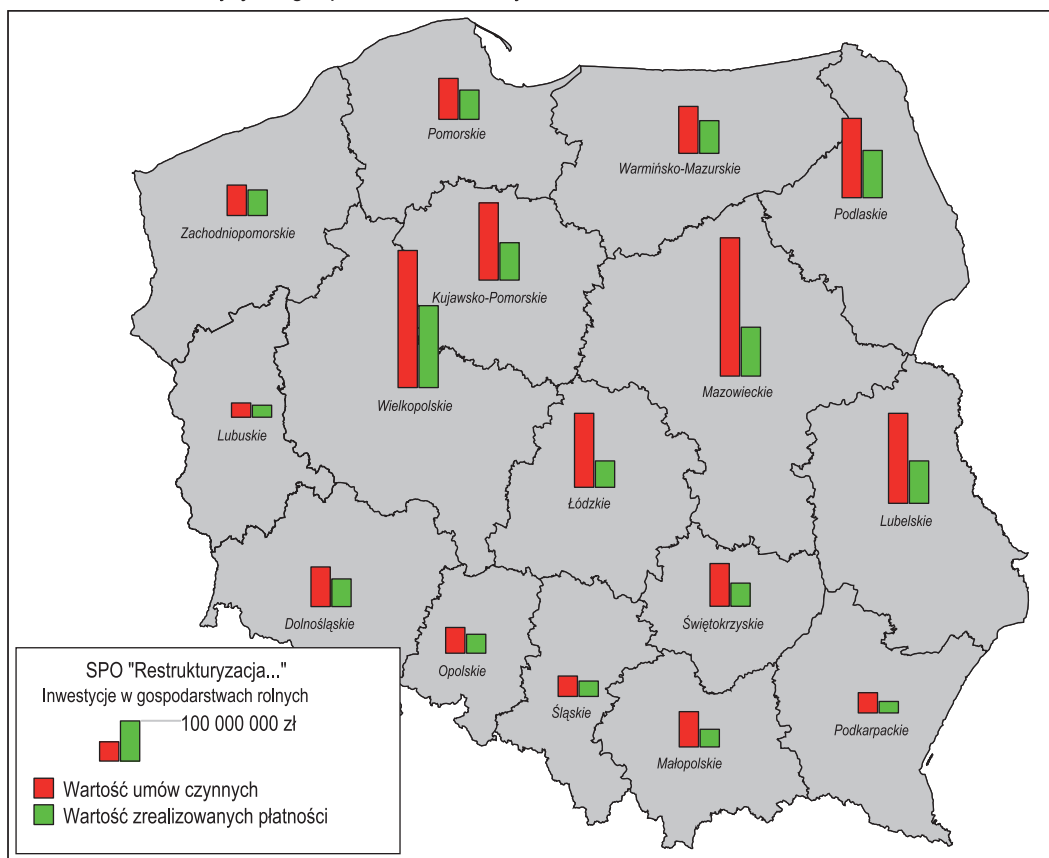 Pomorskie
Warmińsko-Mazurskie
Podlaskie
Zachodniopomorskie
Kujawsko-Pomorskie
Mazowieckie
Wielkopolskie
Lubuskie
Łódzkie
Lubelskie
Dolnośląskie
Świętokrzyskie
Opolskie
Śląskie
Małopolskie
Podkarpackie
SPO "Restrukturyzacja..."
Inwestycje w gospodarstwach rolnych
100 000 000 zł
Wartość umów czynnych
Wartość zrealizowanych płatności